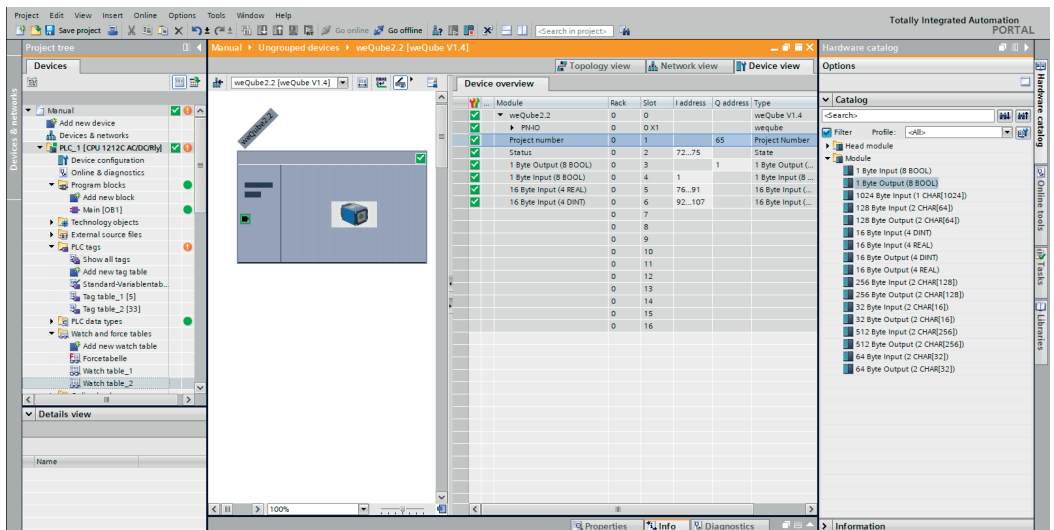 Project Edit View Insert Online Options Tools Window Help
Totally Integrated Automation
PORTAL
Save project Go online Go offline <Search in project>
Project tree
Manual Ungrouped devices weQube2.2 [weQube V1.4]
Hardware catalog
Devices
Topology view Network view Device view
Options
weQube2.2 [weQube V1.4]
Device overview
Devices & networks
Manual
Add new device
Devices & networks
PLC_1 [CPU 1212C AC/DC/Rly]
Device configuration
Online & diagnostics
Program blocks
Add new block
Main [OB1]
Technology objects
External source files
PLC tags
Show all tags
Add new tag table
Standard-Variablentab...
Tag table_1 [5]
Tag table_2 [33]
PLC data types
Watch and force tables
Add new watch table
Forcetabelle
Watch table_1
Watch table_2
Details view
Name
weQube2.2
100%
... Module Rack Slot I address Q address Type
weQube2.2 0 0 weQube V1.4
PN-IO 0 0 X1 weqube
Project number 0 1 65 Project Number
Status 0 2 72...75 State
1 Byte Output (8 BOOL) 0 3 1 1 Byte Output (...
1 Byte Input (8 BOOL) 0 4 1 1 Byte Input (8 ...
16 Byte Input (4 REAL) 0 5 76...91 16 Byte Input (...
16 Byte Input (4 DINT) 0 6 92...107 16 Byte Input (...
0 7
0 8
0 9
0 10
0 11
0 12
0 13
0 14
0 15
0 16
Properties Info Diagnostics
Catalog
<Search>
Filter Profile: <All>
Head module
Module
1 Byte Input (8 BOOL)
1 Byte Output (8 BOOL)
1024 Byte Input (1 CHAR[1024])
128 Byte Input (2 CHAR[64])
128 Byte Output (2 CHAR[64])
16 Byte Input (4 DINT)
16 Byte Input (4 REAL)
16 Byte Output (4 DINT)
16 Byte Output (4 REAL)
256 Byte Input (2 CHAR[128])
256 Byte Output (2 CHAR[128])
32 Byte Input (2 CHAR[16])
32 Byte Output (2 CHAR[16])
512 Byte Input (2 CHAR[256])
512 Byte Output (2 CHAR[256])
64 Byte Input (2 CHAR[32])
64 Byte Output (2 CHAR[32])
Information
Hardware catalog
Online tools
Tasks
Libraries